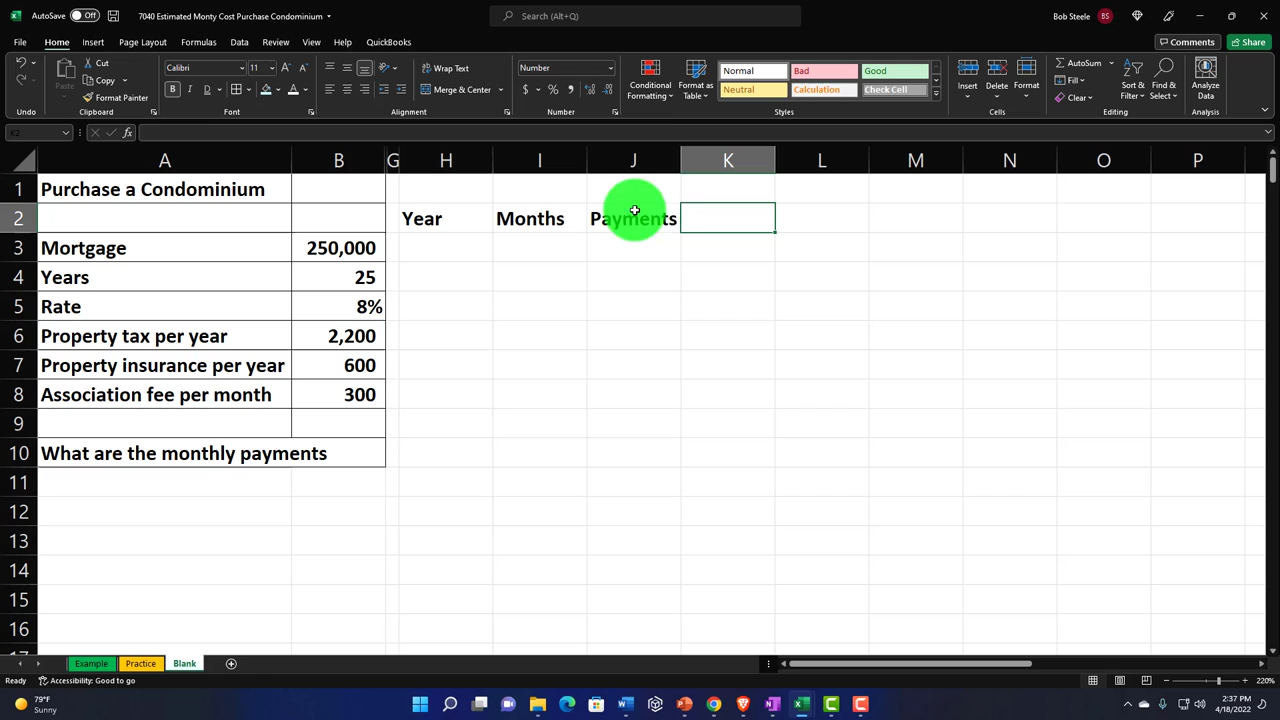 AutoSave Off 7040 Estimated Monty Cost Purchase Condominium Search (Alt+Q) Bob Steele BS
File Home Insert Page Layout Formulas Data Review View Help QuickBooks Comments Share
Cut Calibri 11 Wrap Text Number Normal Bad Good AutoSum
Paste Copy Conditional Formatting Format as Table Insert Delete Format Fill Sort & Filter Find & Select Analyze Data
Format Painter Merge & Center Neutral Calculation Check Cell Clear
Undo Clipboard Font Alignment Number Styles Cells Editing Analysis
K2 fx
A B G H I J K L M N O P
1 Purchase a Condominium
2 Year Months Payments
3 Mortgage 250,000
4 Years 25
5 Rate 8%
6 Property tax per year 2,200
7 Property insurance per year 600
8 Association fee per month 300
9
10 What are the monthly payments
11
12
13
14
15
16
17
Example Practice Blank
Ready Accessibility: Good to go 220%
79°F 2:37 PM
Sunny 4/18/2022